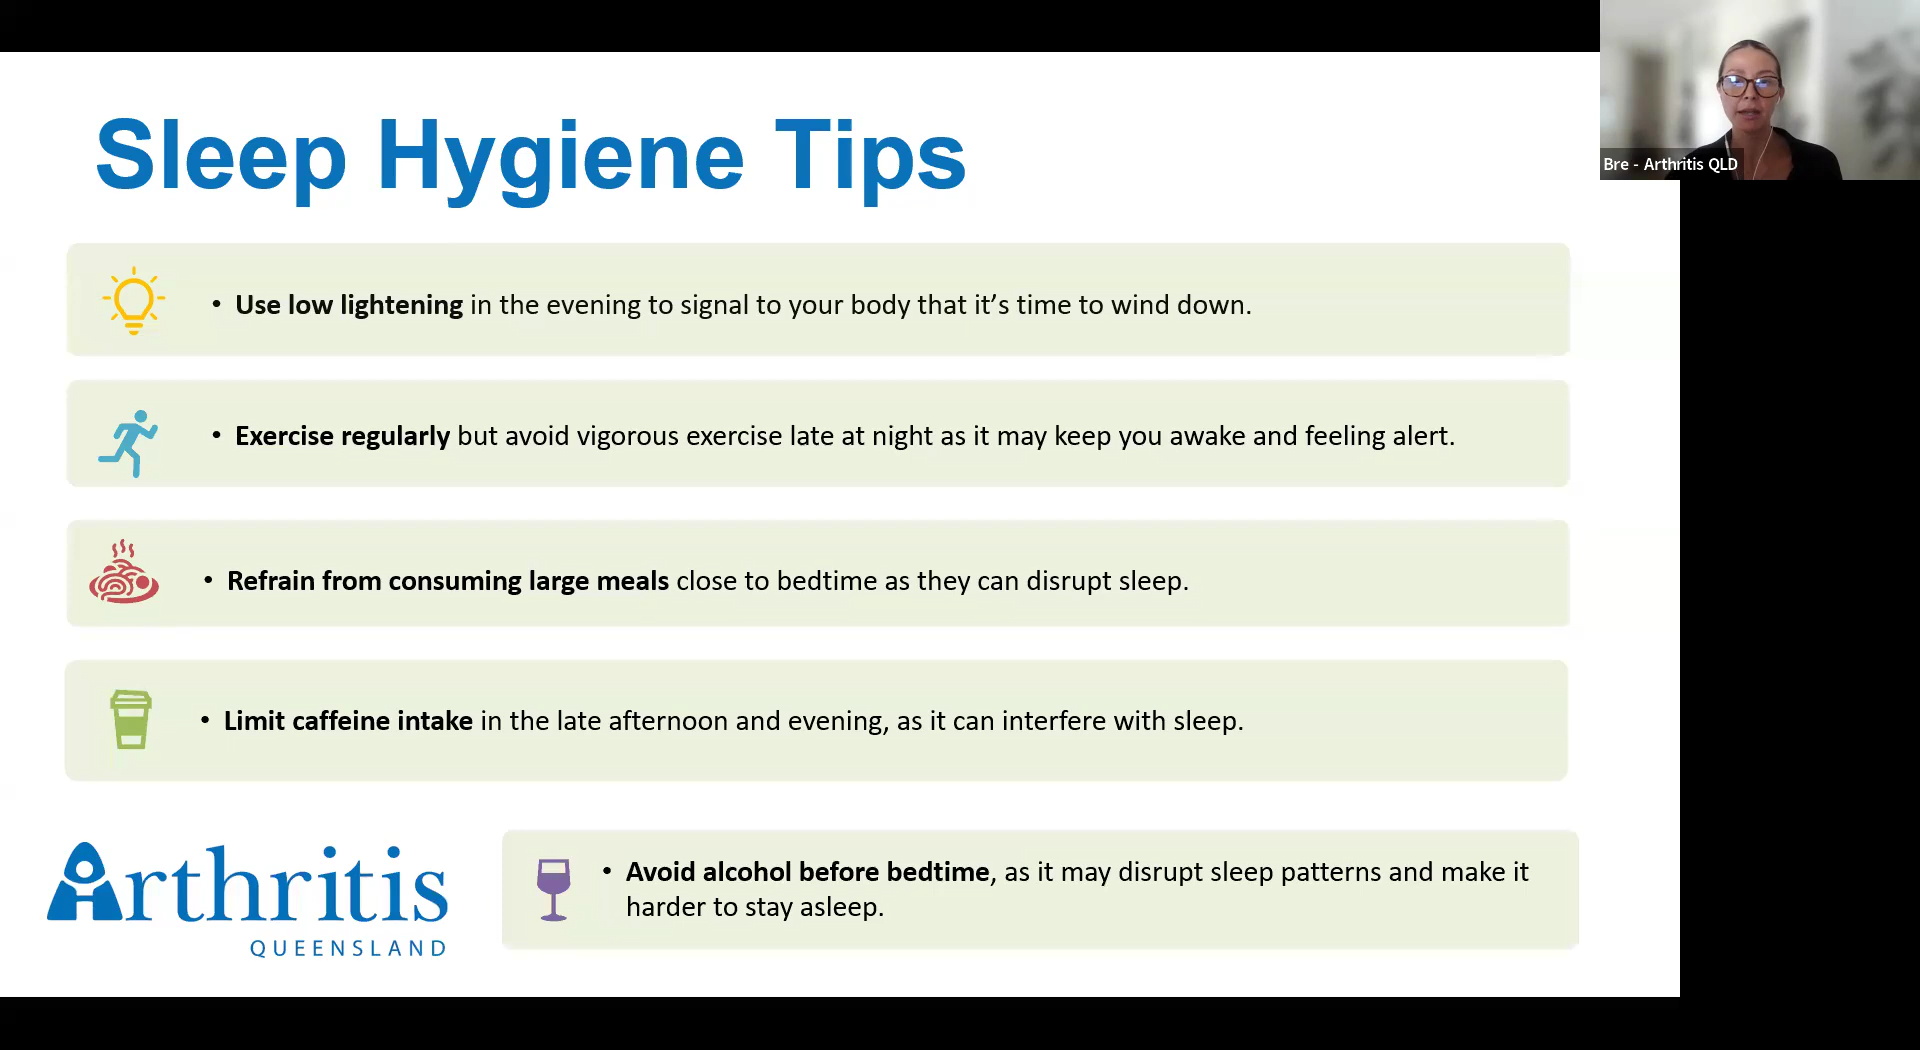 Sleep Hygiene Tips
Bre - Arthritis QLD
• Use low lightening in the evening to signal to your body that it’s time to wind down.
• Exercise regularly but avoid vigorous exercise late at night as it may keep you awake and feeling alert.
• Refrain from consuming large meals close to bedtime as they can disrupt sleep.
• Limit caffeine intake in the late afternoon and evening, as it can interfere with sleep.
• Avoid alcohol before bedtime, as it may disrupt sleep patterns and make it
harder to stay asleep.
Arthritis
QUEENSLAND